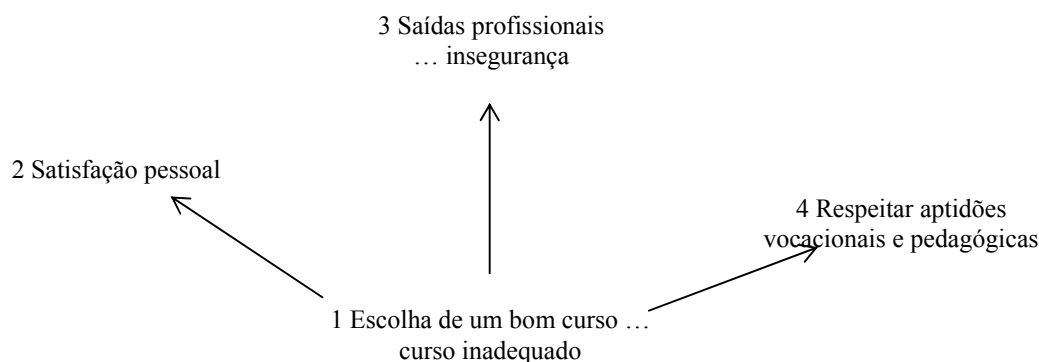 3 Saídas profissionais
… insegurança
2 Satisfação pessoal
4 Respeitar aptidões
vocacionais e pedagógicas
1 Escolha de um bom curso …
curso inadequado